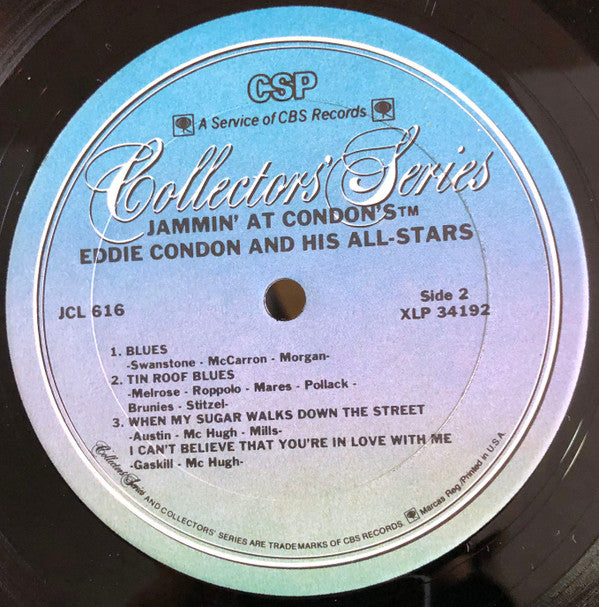 CSP
A Service of CBS Records
Collectors' Series
JAMMIN' AT CONDON'S™
EDDIE CONDON AND HIS ALL-STARS
JCL 616
Side 2
XLP 34192
1. BLUES
-Swanstone - McCarron - Morgan-
2. TIN ROOF BLUES
-Melrose - Roppolo - Mares - Pollack -
Brunies - Stitzel-
3. WHEN MY SUGAR WALKS DOWN THE STREET
-Austin - Mc Hugh - Mills-
I CAN'T BELIEVE THAT YOU'RE IN LOVE WITH ME
-Gaskill - Mc Hugh-
Collectors' Series AND COLLECTORS' SERIES ARE TRADEMARKS OF CBS RECORDS. Marcas Reg./Printed in U.S.A.